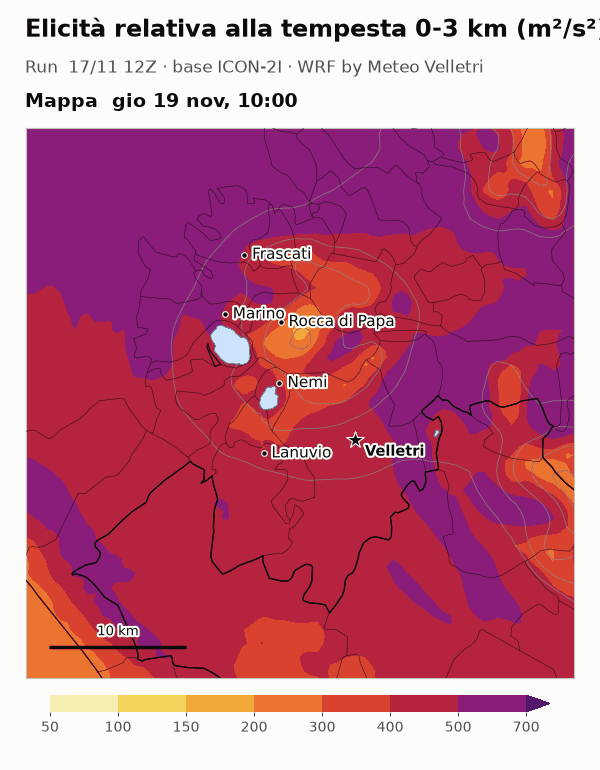 Elicità relativa alla tempesta 0-3 km (m²/s²)
Run  17/11 12Z · base ICON-2I · WRF by Meteo Velletri
Mappa  gio 19 nov, 10:00
Frascati
Marino
Rocca di Papa
Nemi
Velletri
Lanuvio
10 km
50 100 150 200 300 400 500 700